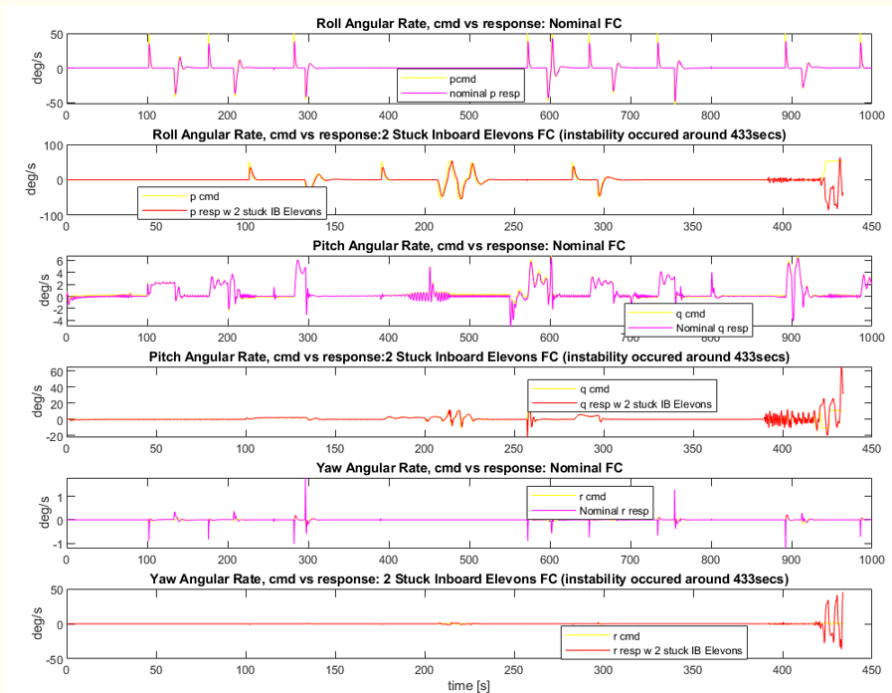 Roll Angular Rate, cmd vs response: Nominal FC
50
0
-50
deg/s
pcmd
nominal p resp
0 100 200 300 400 500 600 700 800 900 1000
Roll Angular Rate, cmd vs response:2 Stuck Inboard Elevons FC (instability occured around 433secs)
100
0
-100
deg/s
p cmd
p resp w 2 stuck IB Elevons
0 50 100 150 200 250 300 350 400 450
Pitch Angular Rate, cmd vs response: Nominal FC
6
4
2
0
-2
-4
deg/s
q cmd
Nominal q resp
0 100 200 300 400 500 600 700 800 900 1000
Pitch Angular Rate, cmd vs response:2 Stuck Inboard Elevons FC (instability occured around 433secs)
60
40
20
0
-20
deg/s
q cmd
q resp w 2 stuck IB Elevons
0 50 100 150 200 250 300 350 400 450
Yaw Angular Rate, cmd vs response: Nominal FC
1
0
-1
deg/s
r cmd
Nominal r resp
0 100 200 300 400 500 600 700 800 900 1000
Yaw Angular Rate, cmd vs response: 2 Stuck Inboard Elevons FC (instability occured around 433secs)
50
0
-50
deg/s
r cmd
r resp w 2 stuck IB Elevons
0 50 100 150 200 250 300 350 400 450
time [s]